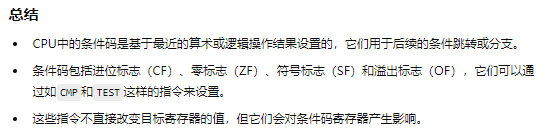 总结
• CPU中的条件码是基于最近的算术或逻辑操作结果设置的，它们用于后续的条件跳转或分支。
• 条件码包括进位标志（CF）、零标志（ZF）、符号标志（SF）和溢出标志（OF），它们可以通
过如 CMP 和 TEST 这样的指令来设置。
• 这些指令不直接改变目标寄存器的值，但它们会对条件码寄存器产生影响。